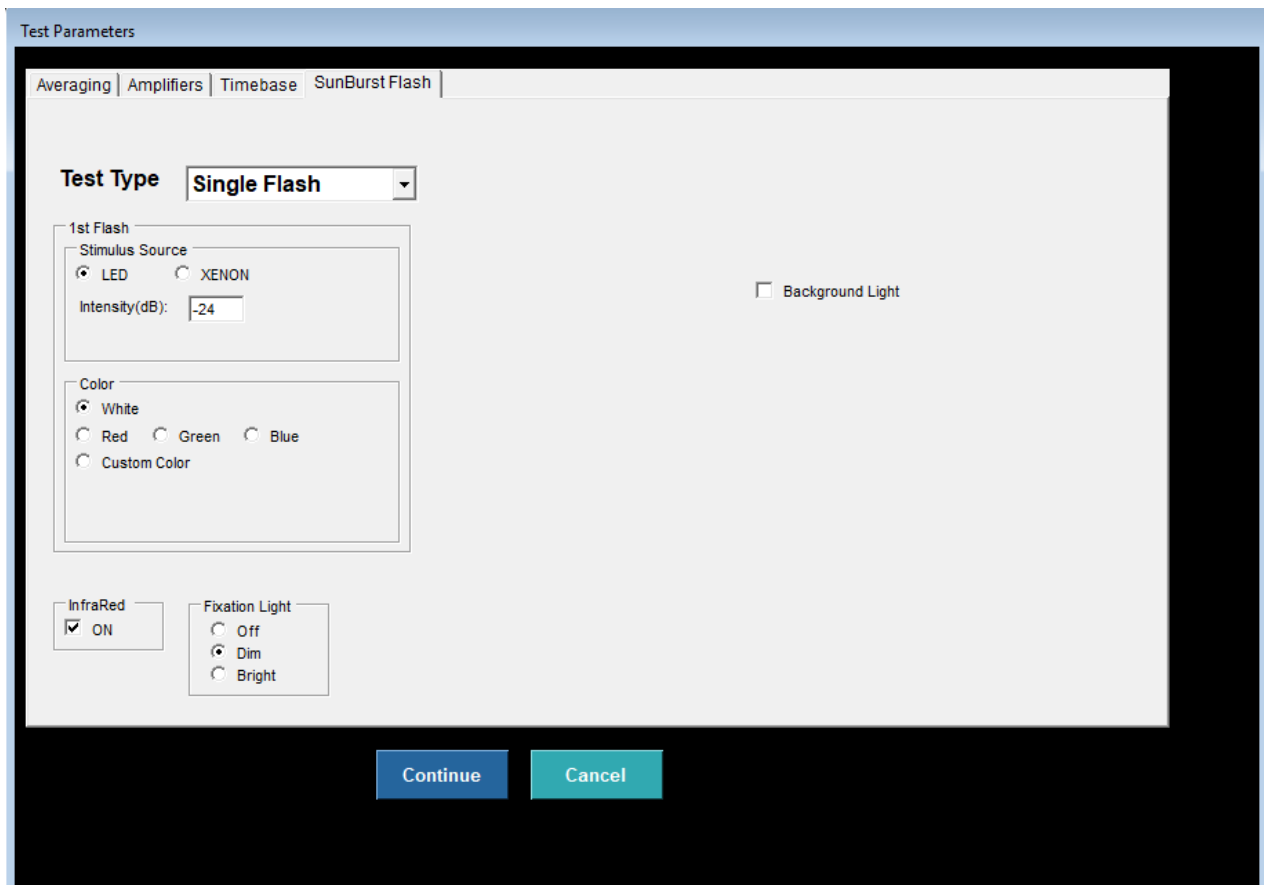 Test Parameters
Averaging Amplifiers Timebase SunBurst Flash
Test Type Single Flash
1st Flash
Stimulus Source
LED XENON
Intensity(dB): -24
Background Light
Color
White
Red Green Blue
Custom Color
InfraRed
ON
Fixation Light
Off
Dim
Bright
Continue Cancel